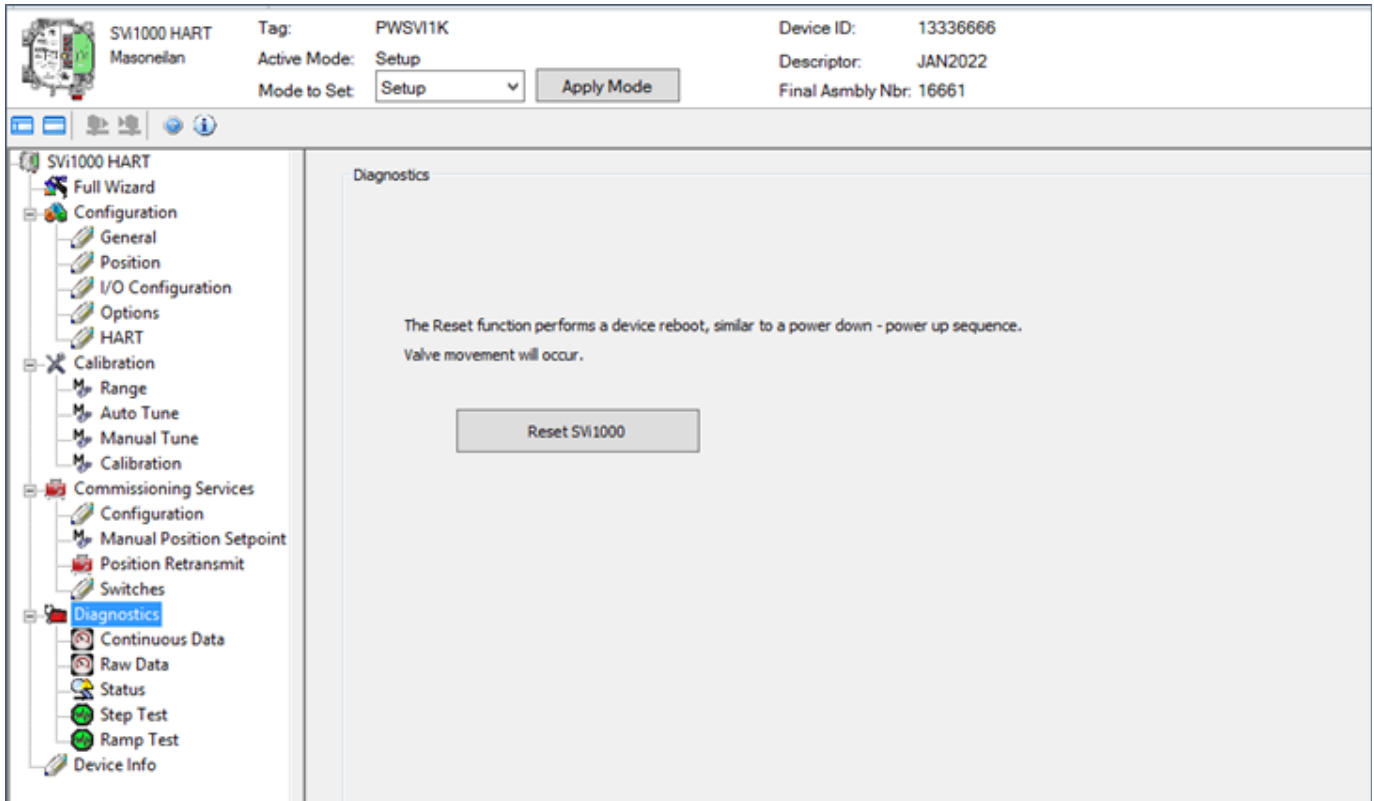 SVi1000 HART
Masoneilan
Tag: PWSVI1K
Active Mode: Setup
Mode to Set: Setup Apply Mode
Device ID: 13336666
Descriptor: JAN2022
Final Asmbly Nbr: 16661
SVi1000 HART
Full Wizard
Configuration
General
Position
I/O Configuration
Options
HART
Calibration
Range
Auto Tune
Manual Tune
Calibration
Commissioning Services
Configuration
Manual Position Setpoint
Position Retransmit
Switches
Diagnostics
Continuous Data
Raw Data
Status
Step Test
Ramp Test
Device Info
Diagnostics
The Reset function performs a device reboot, similar to a power down - power up sequence.
Valve movement will occur.
Reset SVi1000